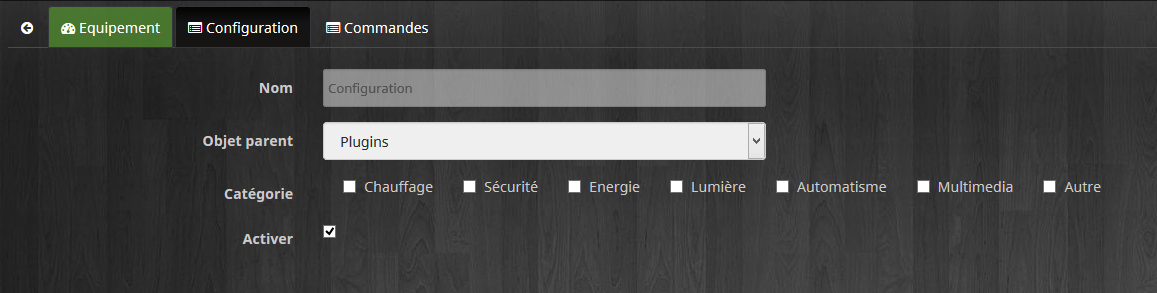 Equipement Configuration Commandes
Nom Configuration
Objet parent Plugins
Catégorie Chauffage Sécurité Energie Lumière Automatisme Multimedia Autre
Activer